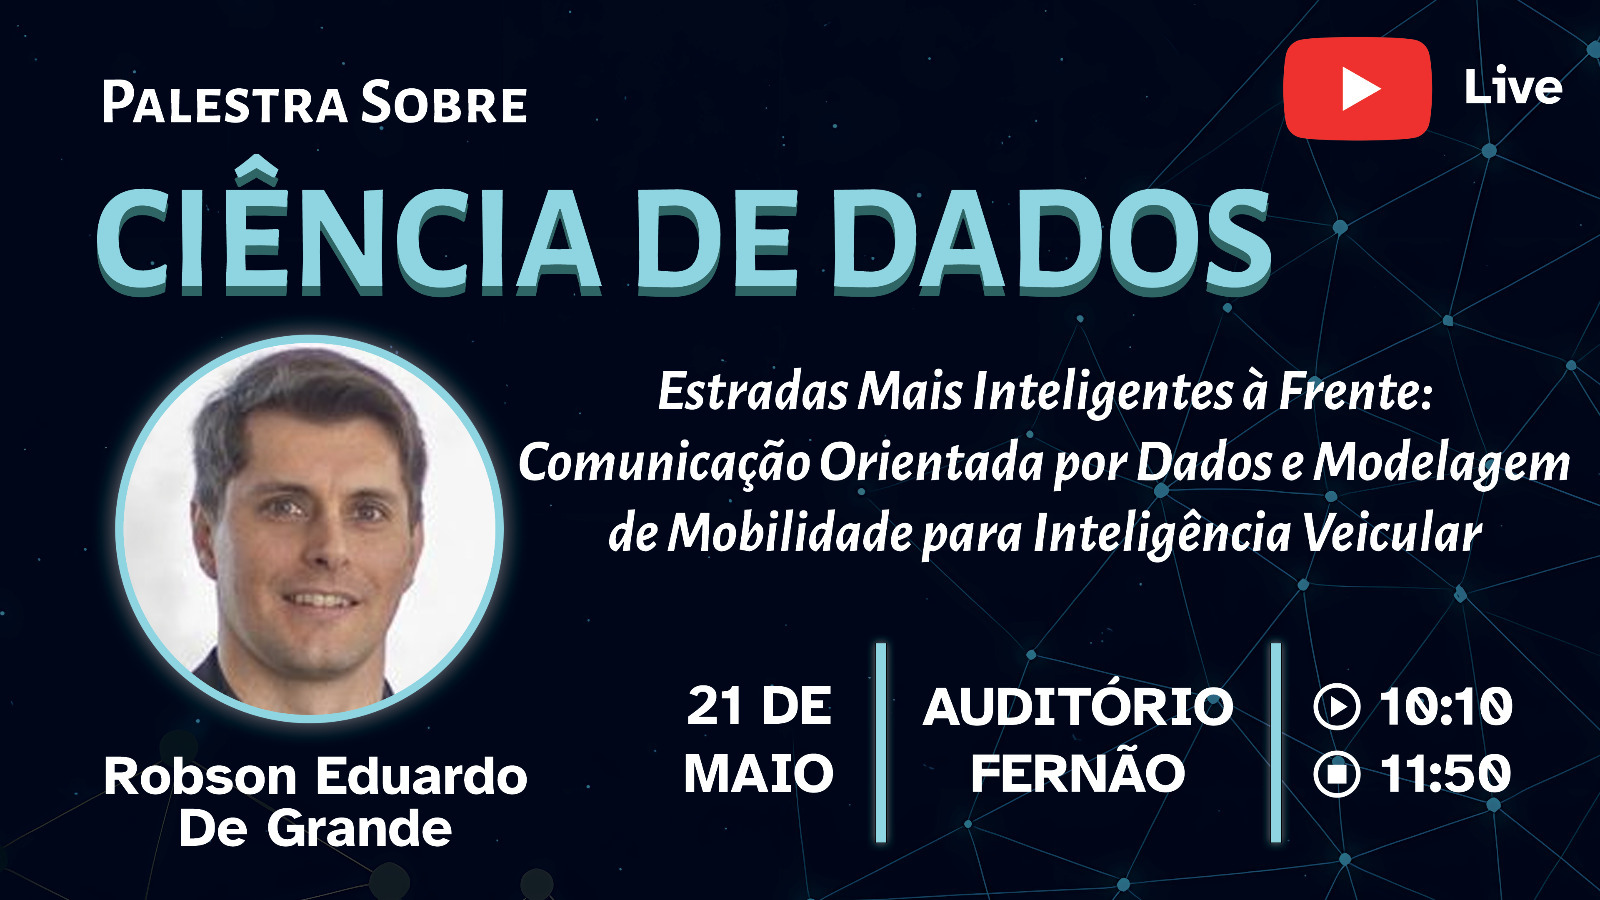 Palestra Sobre
CIÊNCIA DE DADOS
Live
Estradas Mais Inteligentes à Frente:
Comunicação Orientada por Dados e Modelagem
de Mobilidade para Inteligência Veicular
Robson Eduardo
De Grande
21 DE
MAIO
AUDITÓRIO
FERNÃO
10:10
11:50